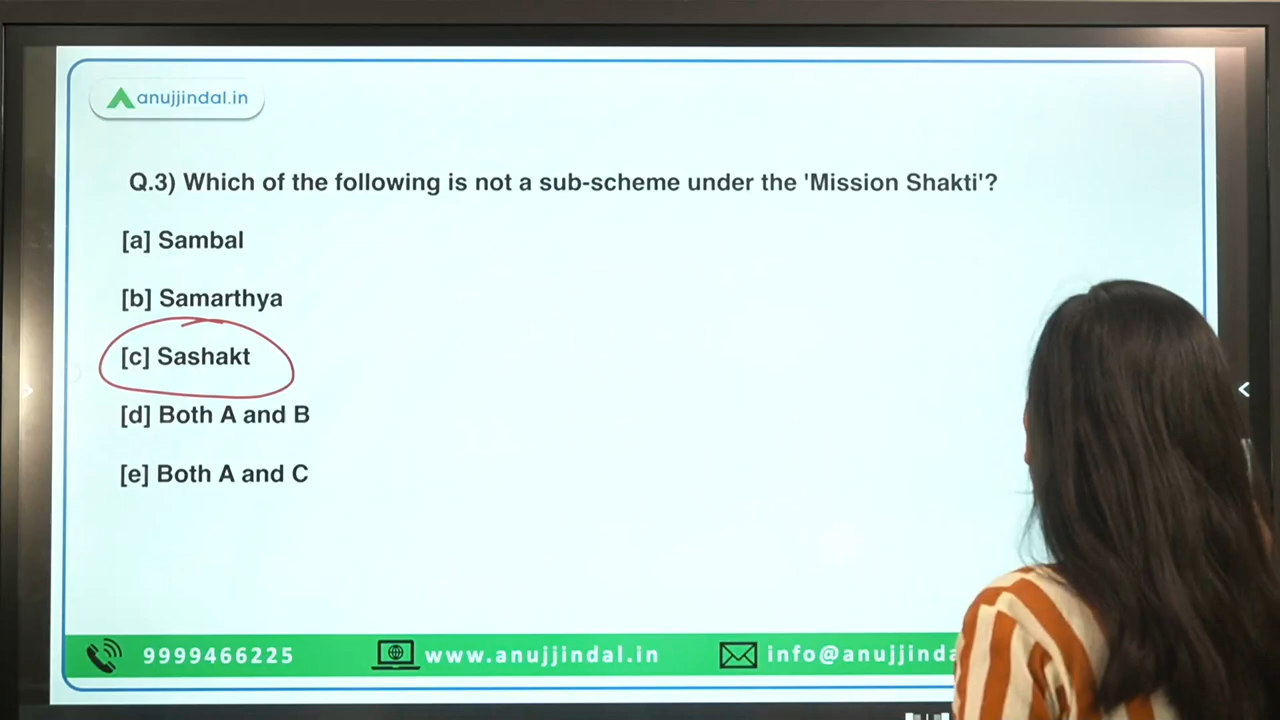 anujjindal.in
Q.3) Which of the following is not a sub-scheme under the 'Mission Shakti'?
[a] Sambal
[b] Samarthya
[c] Sashakt
[d] Both A and B
[e] Both A and C
9999466225
www.anujjindal.in
info@anujjinda